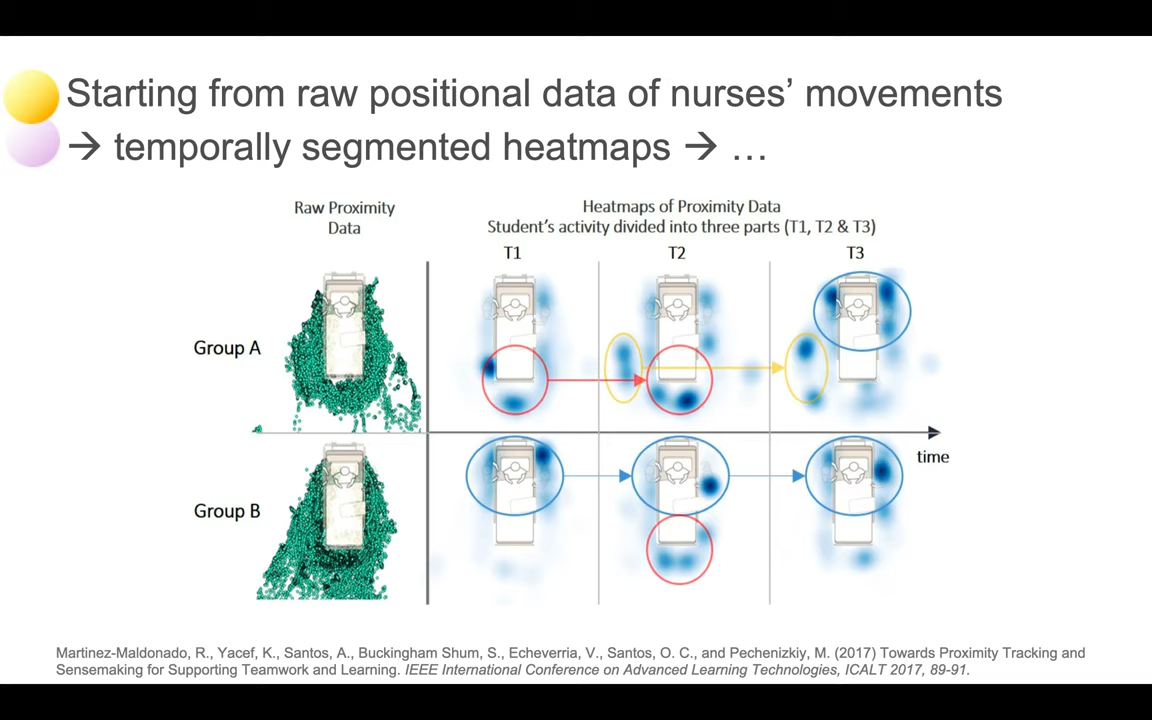 Starting from raw positional data of nurses’ movements
→ temporally segmented heatmaps → …
Raw Proximity
Data
Heatmaps of Proximity Data
Student’s activity divided into three parts (T1, T2 & T3)
T1
T2
T3
Group A
time
Group B
Martinez-Maldonado, R., Yacef, K., Santos, A., Buckingham Shum, S., Echeverria, V., Santos, O. C., and Pechenizkiy, M. (2017) Towards Proximity Tracking and
Sensemaking for Supporting Teamwork and Learning. IEEE International Conference on Advanced Learning Technologies, ICALT 2017, 89-91.